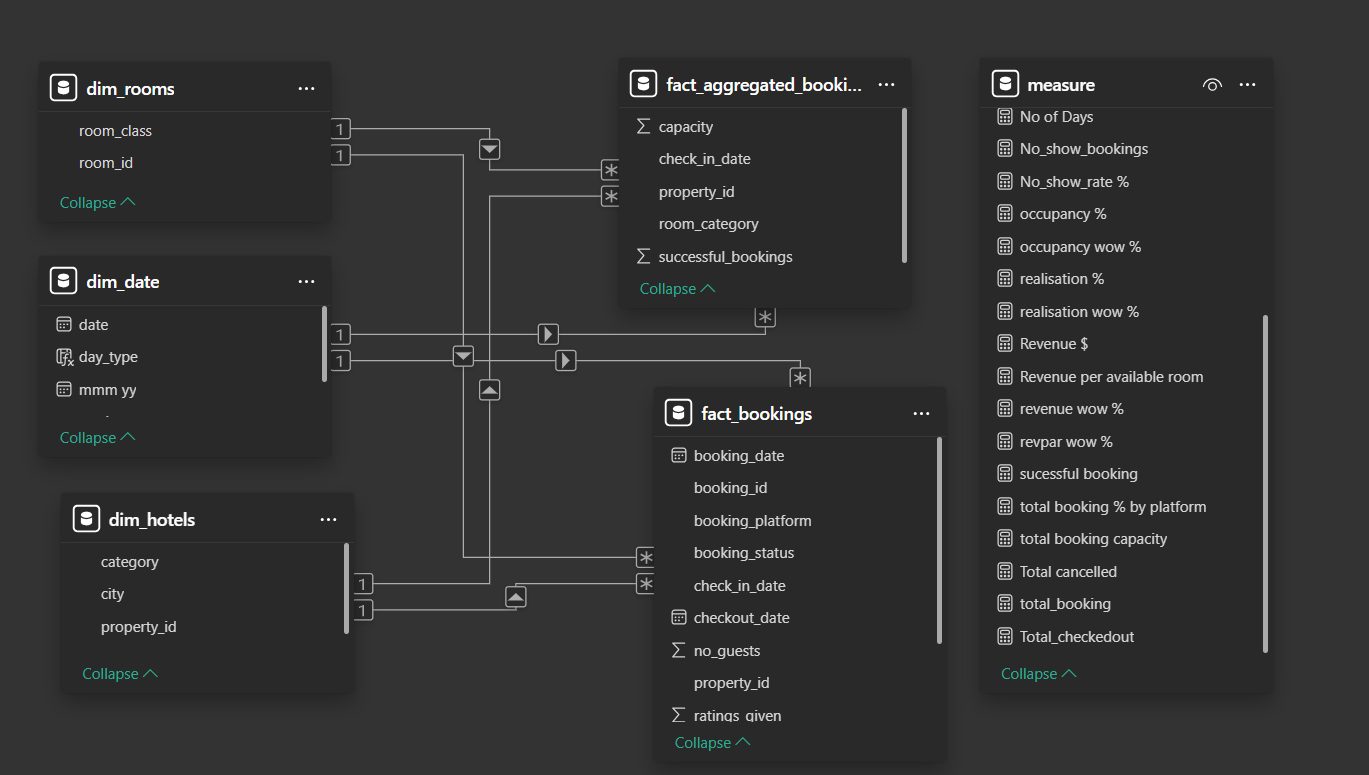 dim_rooms
room_class
room_id
Collapse
dim_date
date
day_type
mmm yy
Collapse
dim_hotels
category
city
property_id
Collapse
fact_aggregated_booki...
capacity
check_in_date
property_id
room_category
successful_bookings
Collapse
fact_bookings
booking_date
booking_id
booking_platform
booking_status
check_in_date
checkout_date
no_guests
property_id
ratings_given
Collapse
measure
No of Days
No_show_bookings
No_show_rate %
occupancy %
occupancy wow %
realisation %
realisation wow %
Revenue $
Revenue per available room
revenue wow %
revpar wow %
sucessful booking
total booking % by platform
total booking capacity
Total cancelled
total_booking
Total_checkedout
Collapse
1
1
1
1
1
1
*
*
*
*
*
*